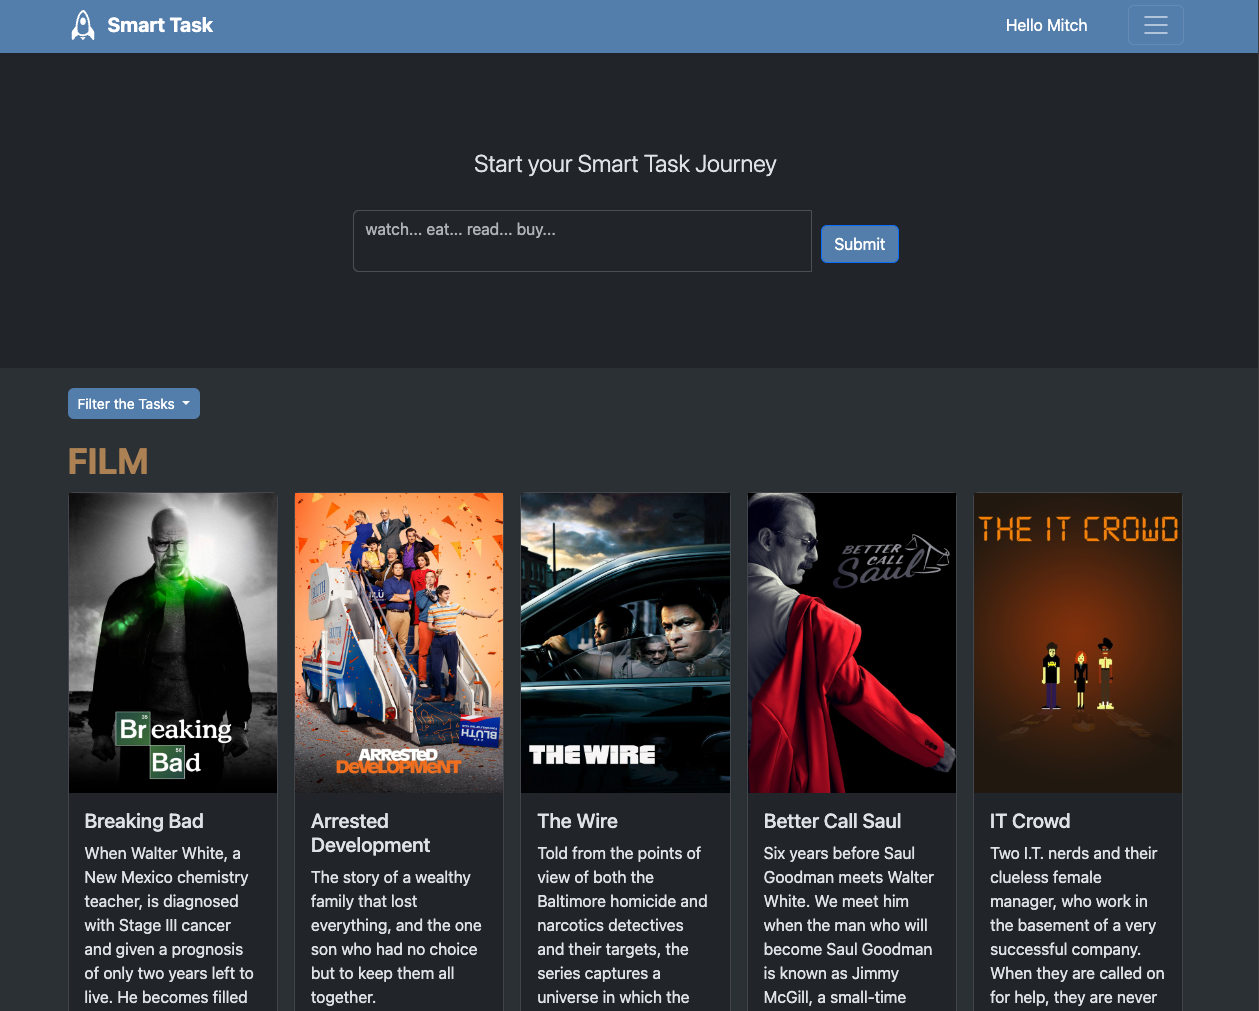 Smart Task
Hello Mitch
Start your Smart Task Journey
watch... eat... read... buy...
Submit
Filter the Tasks
FILM
35
Breaking
56
Bad
BLUTH
BLUTH
ARReSTeD
DeVeLOPMeNT
THE WIRE
BETTER
CALL
Saul
THE IT CROWD
Breaking Bad
When Walter White, a
New Mexico chemistry
teacher, is diagnosed
with Stage III cancer
and given a prognosis
of only two years left to
live. He becomes filled
Arrested
Development
The story of a wealthy
family that lost
everything, and the one
son who had no choice
but to keep them all
together.
The Wire
Told from the points of
view of both the
Baltimore homicide and
narcotics detectives
and their targets, the
series captures a
universe in which the
Better Call Saul
Six years before Saul
Goodman meets Walter
White. We meet him
when the man who will
become Saul Goodman
is known as Jimmy
McGill, a small-time
IT Crowd
Two I.T. nerds and their
clueless female
manager, who work in
the basement of a very
successful company.
When they are called on
for help, they are never